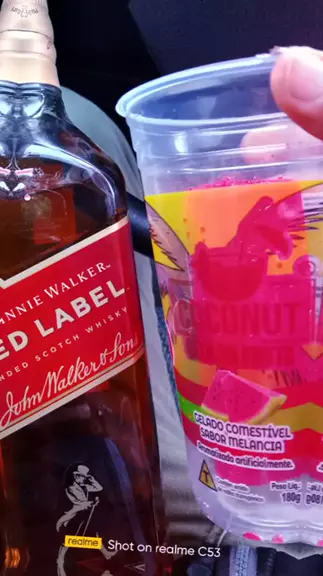 JOHNNIE WALKER
RED LABEL
BLENDED SCOTCH WHISKY
John Walker & Sons
COCONUT
GELADO COMESTÍVEL
SABOR MELANCIA
Aromatizado artificialmente.
Peso Liq.
180g
realme
Shot on realme C53